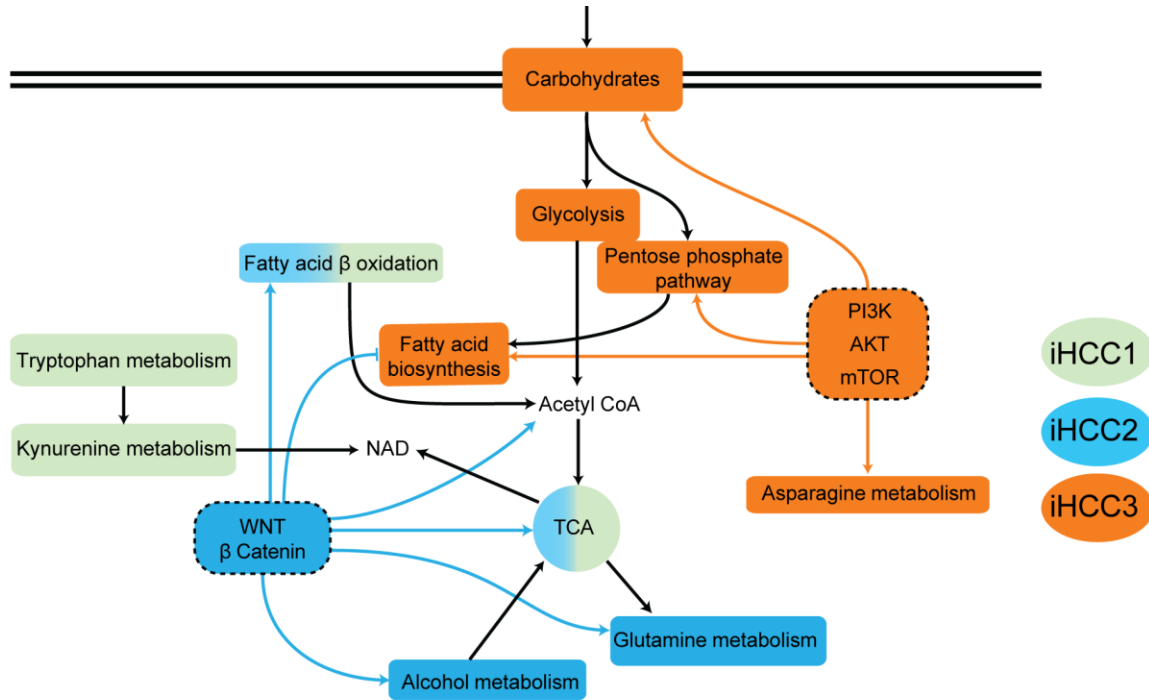 Carbohydrates
Glycolysis
Pentose phosphate
pathway
Fatty acid β oxidation
PI3K
AKT
mTOR
Fatty acid
biosynthesis
Tryptophan metabolism
iHCC1
Acetyl CoA
Kynurenine metabolism
NAD
iHCC2
Asparagine metabolism
iHCC3
WNT
β Catenin
TCA
Glutamine metabolism
Alcohol metabolism